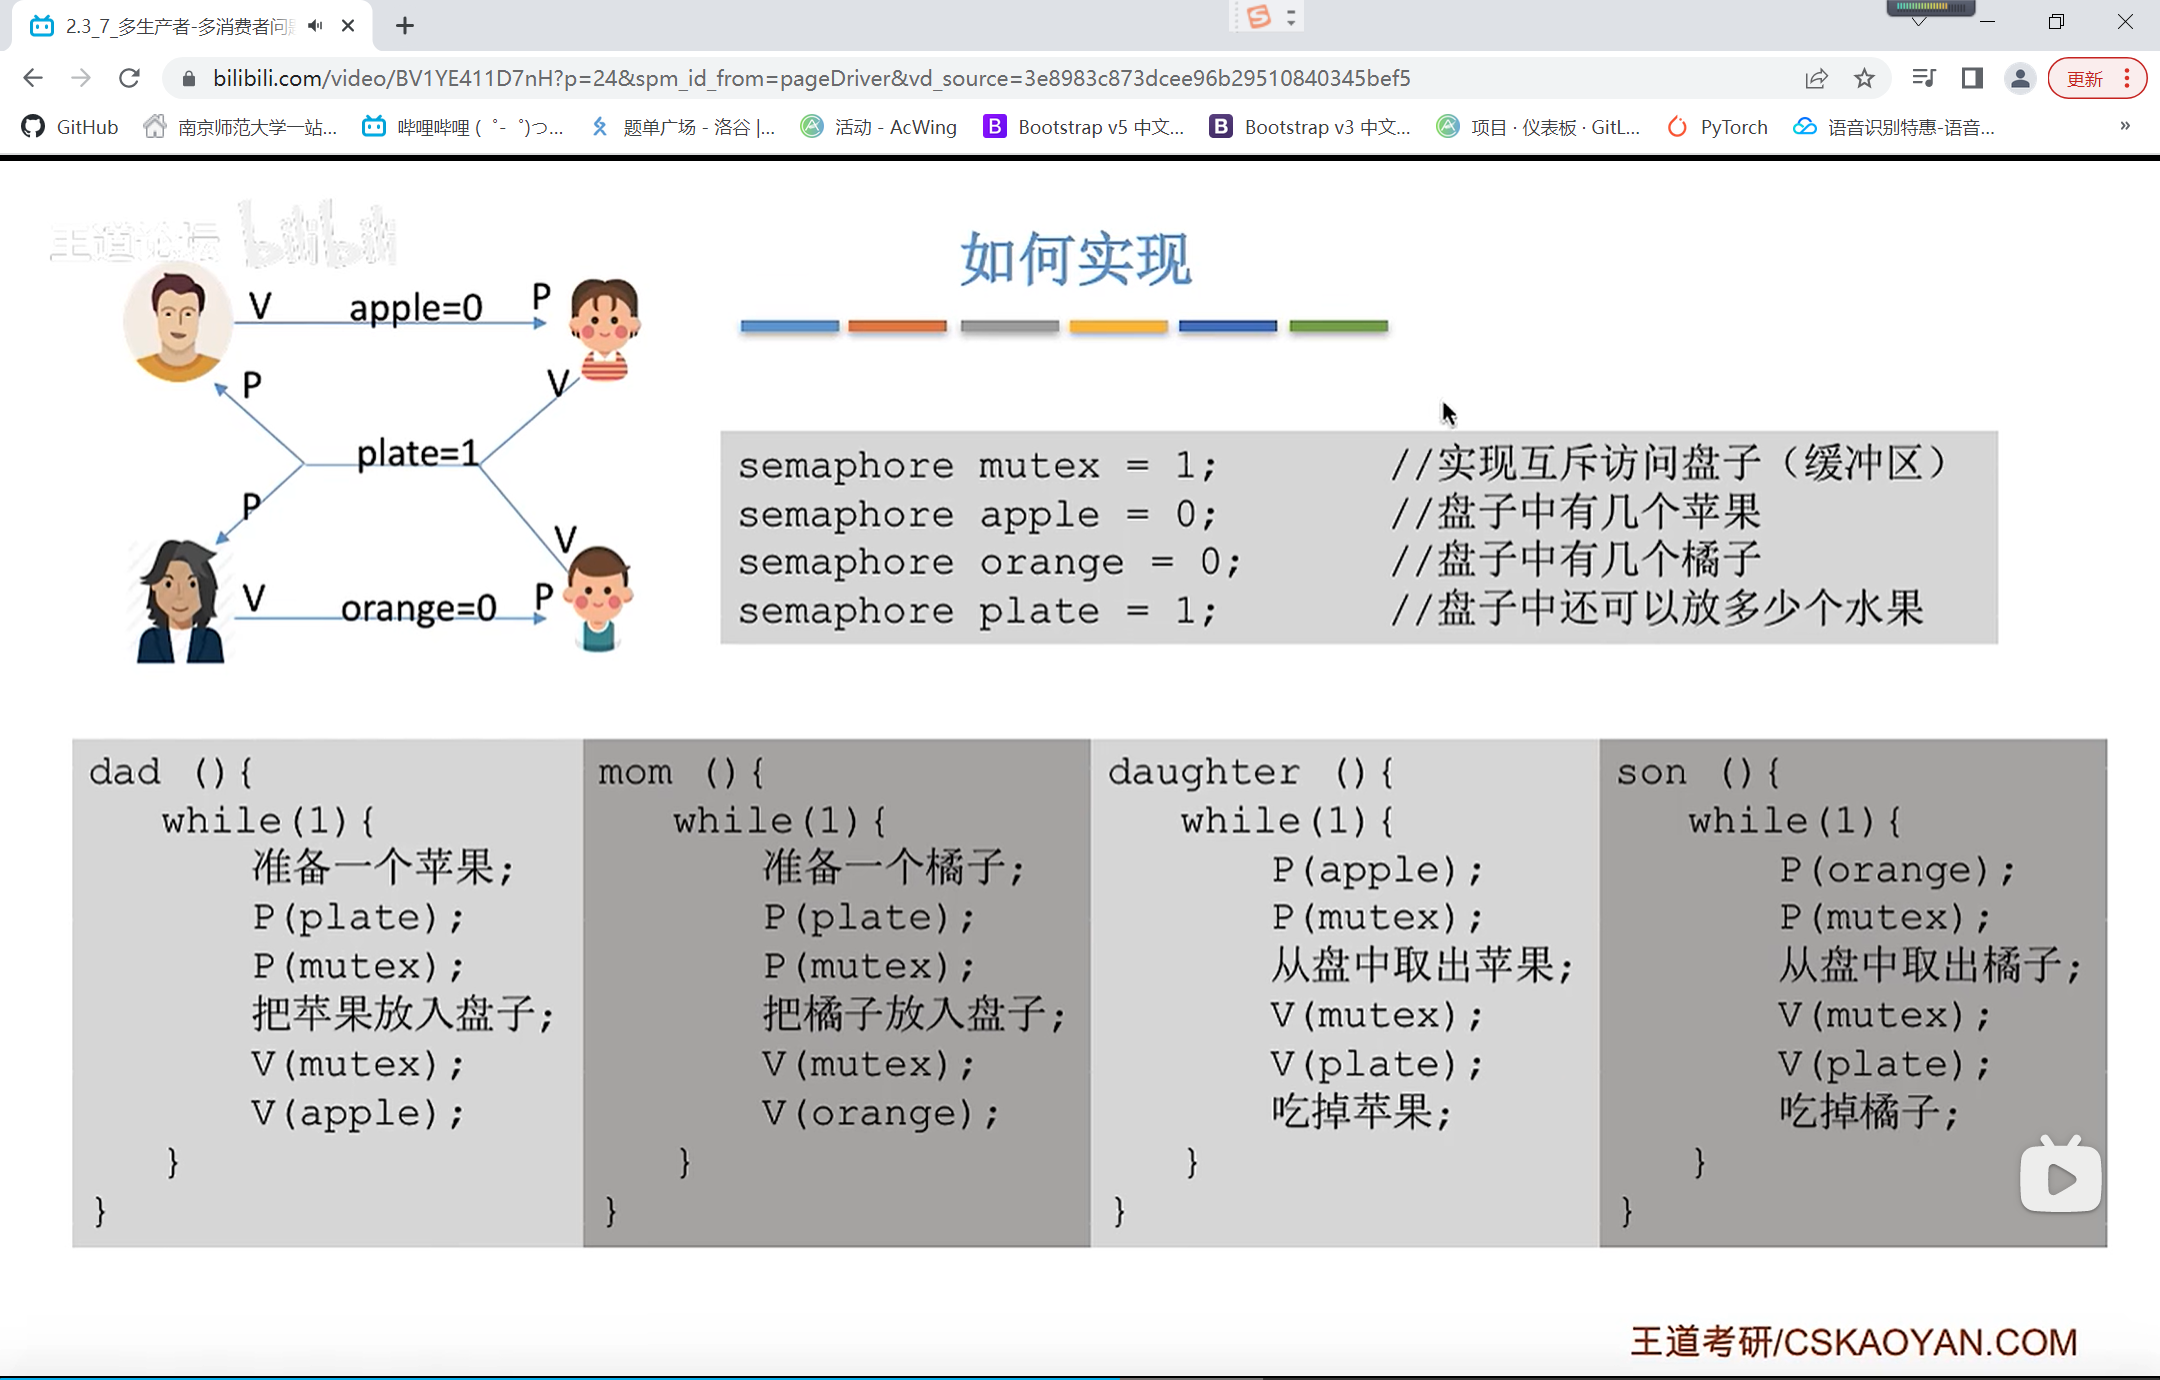 2.3_7_多生产者-多消费者问
bilibili.com/video/BV1YE411D7nH?p=24&spm_id_from=pageDriver&vd_source=3e8983c873dcee96b29510840345bef5
更新
GitHub
南京师范大学一站...
哔哩哔哩 (゜-゜)つ...
题单广场 - 洛谷 |...
活动 - AcWing
Bootstrap v5 中文...
Bootstrap v3 中文...
项目 · 仪表板 · GitL...
PyTorch
语音识别特惠-语音...
»
王道论坛 bilibili
如何实现
V apple=0 P
P V
plate=1
P V
V orange=0 P
semaphore mutex = 1; //实现互斥访问盘子（缓冲区）
semaphore apple = 0; //盘子中有几个苹果
semaphore orange = 0; //盘子中有几个橘子
semaphore plate = 1; //盘子中还可以放多少个水果
dad (){
while(1){
准备一个苹果;
P(plate);
P(mutex);
把苹果放入盘子;
V(mutex);
V(apple);
}
}
mom (){
while(1){
准备一个橘子;
P(plate);
P(mutex);
把橘子放入盘子;
V(mutex);
V(orange);
}
}
daughter (){
while(1){
P(apple);
P(mutex);
从盘中取出苹果;
V(mutex);
V(plate);
吃掉苹果;
}
}
son (){
while(1){
P(orange);
P(mutex);
从盘中取出橘子;
V(mutex);
V(plate);
吃掉橘子;
}
}
王道考研/CSKAOYAN.COM